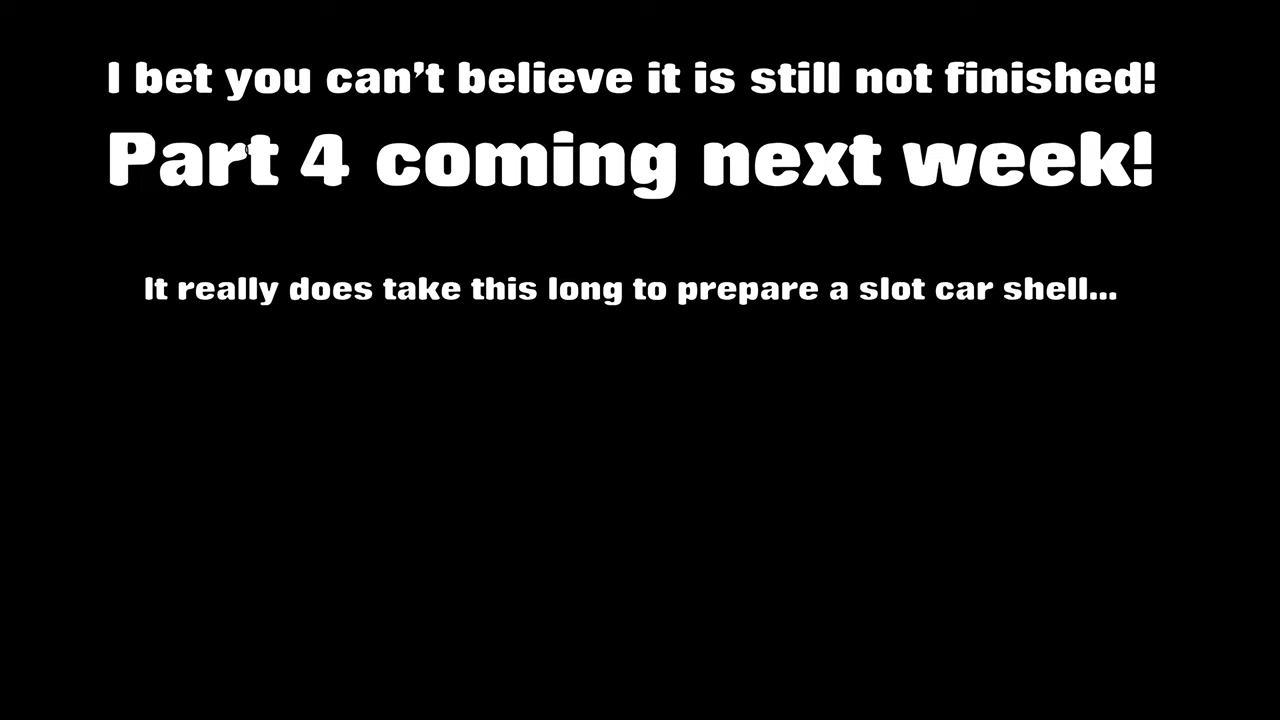 I bet you can’t believe it is still not finished!
Part 4 coming next week!
It really does take this long to prepare a slot car shell...